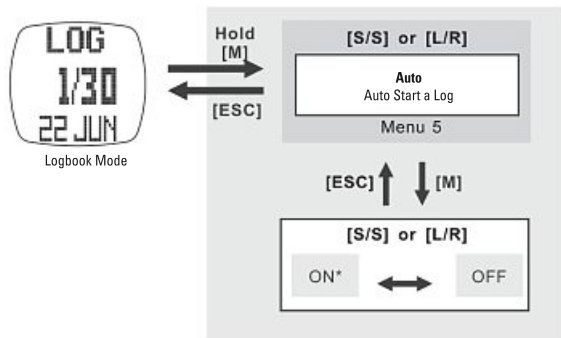 LOG
1/30
22 JUN
Logbook Mode
Hold
[M]
[ESC]
[S/S] or [L/R]
Auto
Auto Start a Log
Menu 5
[ESC]
[M]
[S/S] or [L/R]
ON*
OFF